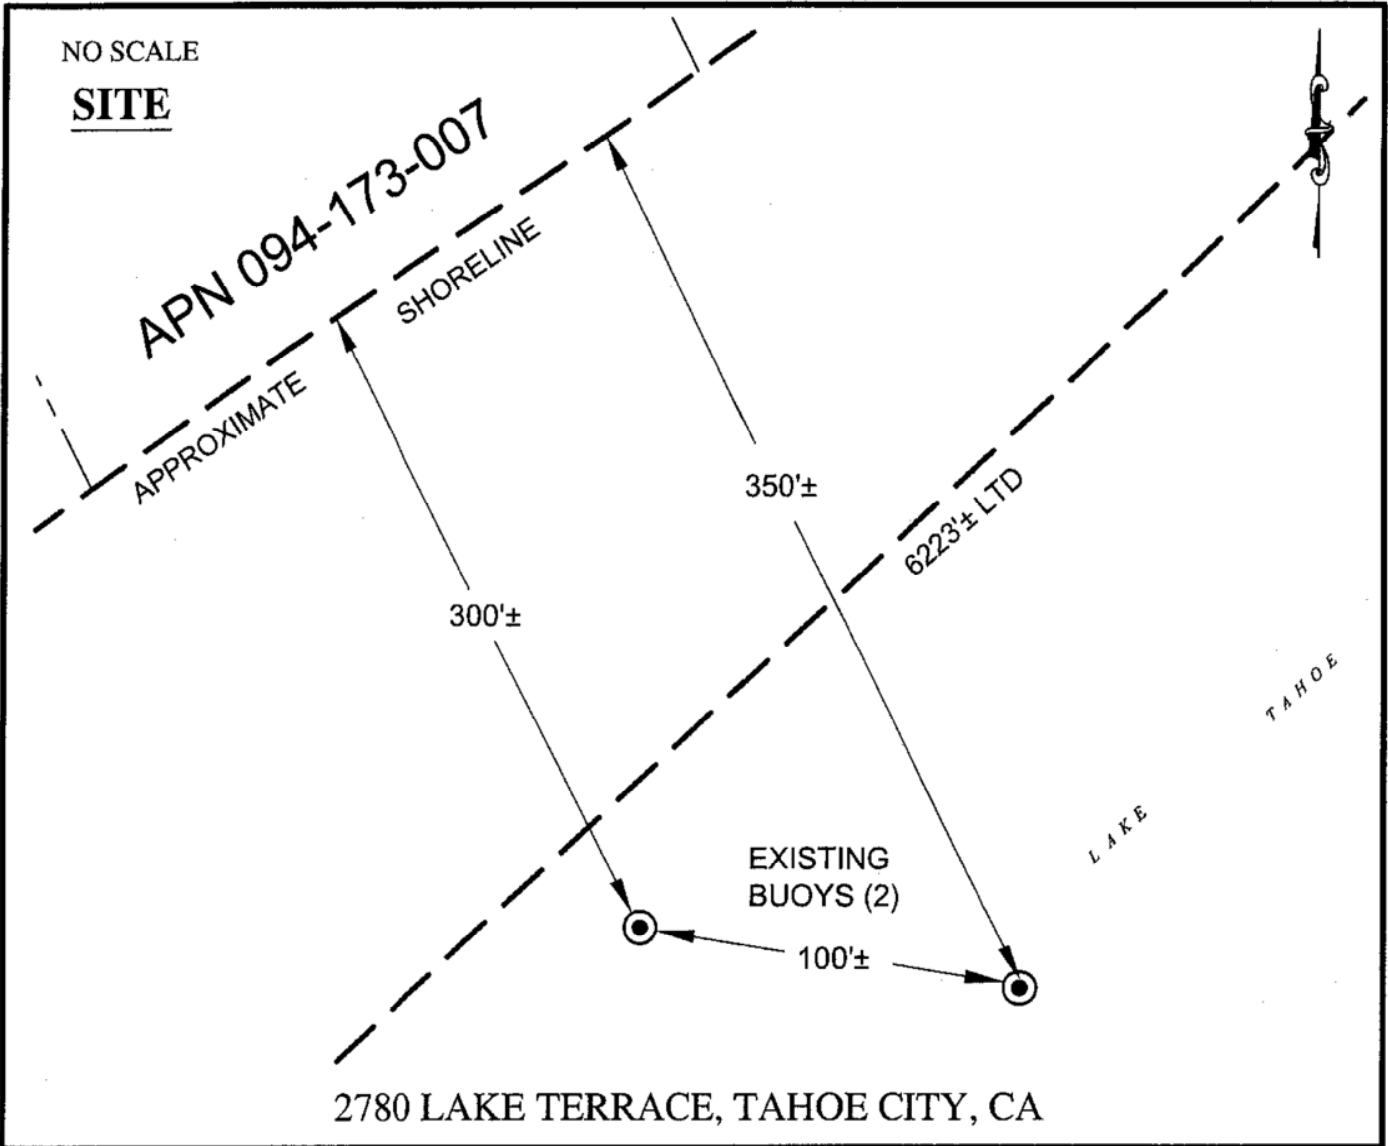 NO SCALE
SITE
APN 094-173-007
APPROXIMATE SHORELINE
350'±
6223'± LTD
300'±
TAHOE
LAKE
EXISTING
BUOYS (2)
100'±
2780 LAKE TERRACE, TAHOE CITY, CA